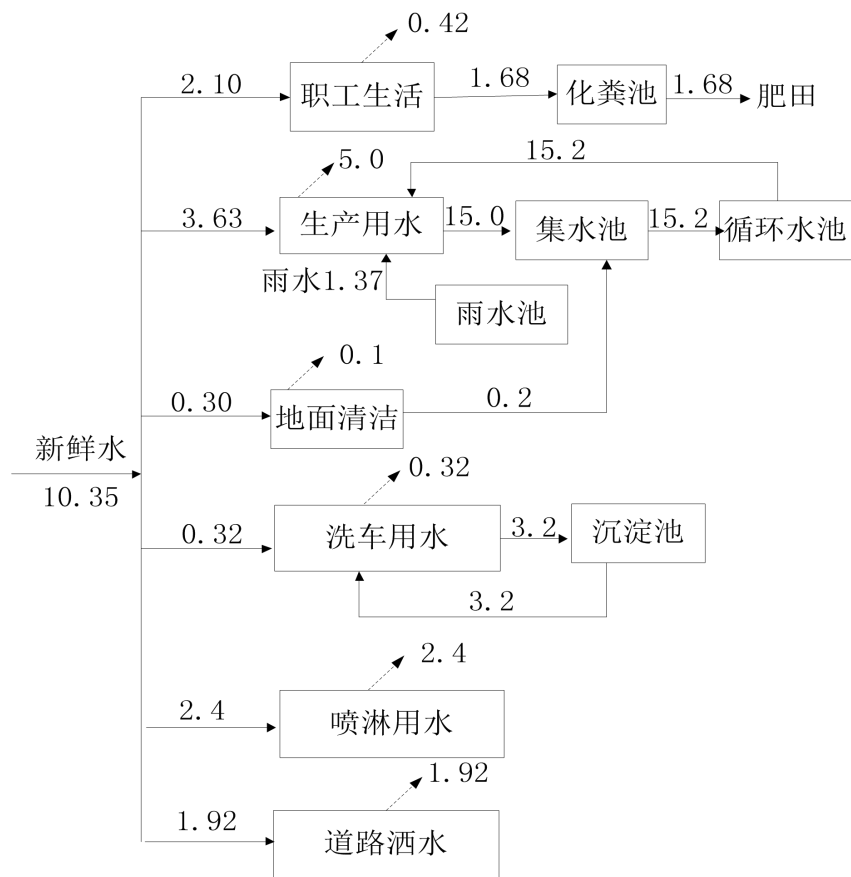 0.42
2.10
职工生活
1.68
化粪池
1.68
肥田
5.0
15.2
3.63
生产用水
15.0
集水池
15.2
循环水池
雨水1.37
雨水池
0.1
0.30
地面清洁
0.2
新鲜水
10.35
0.32
0.32
洗车用水
3.2
沉淀池
3.2
2.4
2.4
喷淋用水
1.92
1.92
道路洒水